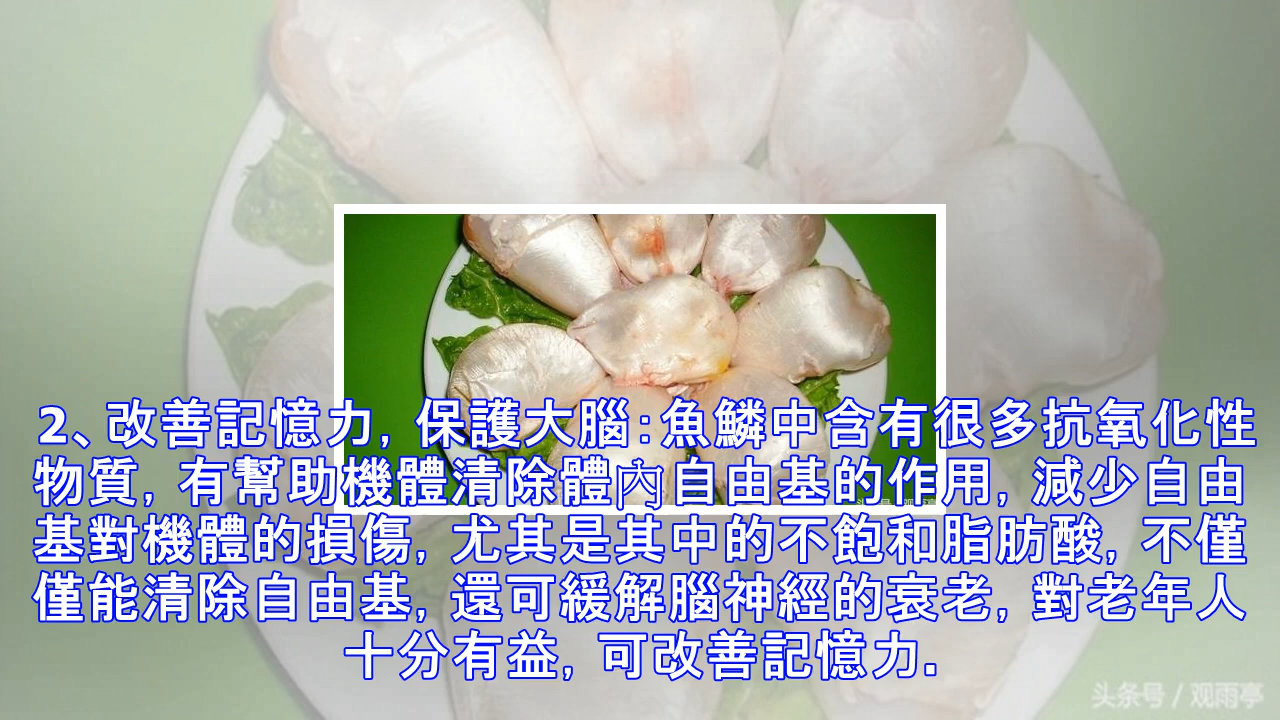 2、改善記憶力, 保護大腦:魚鱗中含有很多抗氧化性
物質, 有幫助機體清除體內自由基的作用, 減少自由
基對機體的損傷, 尤其是其中的不飽和脂肪酸, 不僅
僅能清除自由基, 還可緩解腦神經的衰老, 對老年人
十分有益, 可改善記憶力.
头条号 / 观雨亭